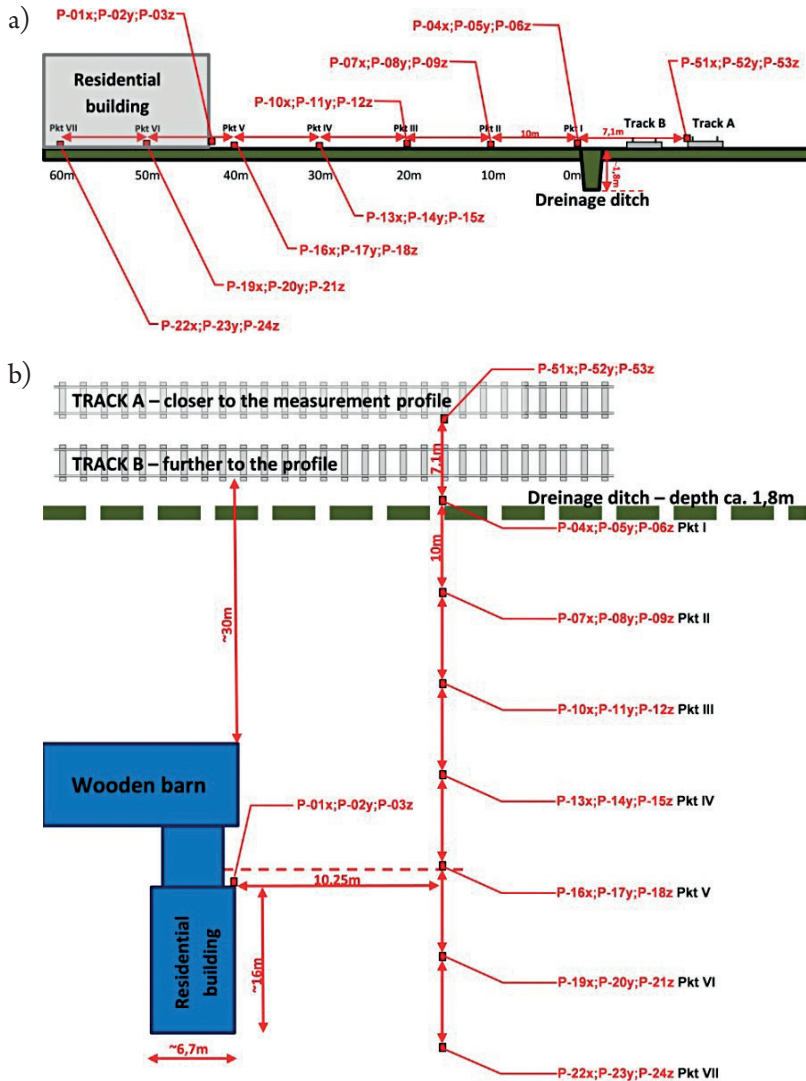 a)
P-01x;P-02y;P-03z
P-04x;P-05y;P-06z
P-07x;P-08y;P-09z
P-51x;P-52y;P-53z
Residential
building
P-10x;P-11y;P-12z
Pkt VII
Pkt VI
Pkt V
Pkt IV
Pkt III
Pkt II
10m
Pkt I
7,1m
Track B
Track A
60m
50m
40m
30m
20m
10m
0m
~1,8m
Dreinage ditch
P-13x;P-14y;P-15z
P-16x;P-17y;P-18z
P-19x;P-20y;P-21z
P-22x;P-23y;P-24z
b)
P-51x;P-52y;P-53z
TRACK A – closer to the measurement profile
7.1m
TRACK B – further to the profile
Dreinage ditch – depth ca. 1,8m
P-04x;P-05y;P-06z Pkt I
10m
~30m
P-07x;P-08y;P-09z Pkt II
P-10x;P-11y;P-12z Pkt III
Wooden barn
P-13x;P-14y;P-15z Pkt IV
P-01x;P-02y;P-03z
10,25m
P-16x;P-17y;P-18z Pkt V
Residential
building
~16m
P-19x;P-20y;P-21z Pkt VI
~6,7m
P-22x;P-23y;P-24z Pkt VII